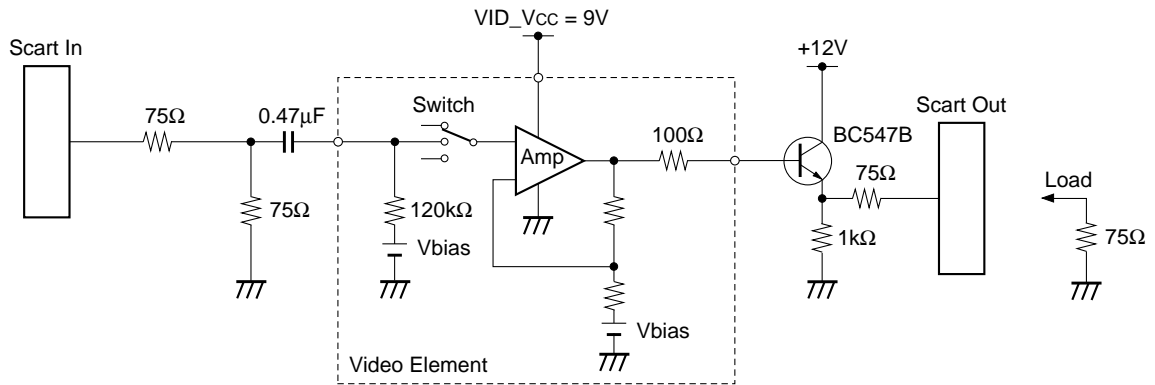 VID_VCC = 9V
Scart In
+12V
75Ω
0.47µF
Switch
Scart Out
100Ω
BC547B
Amp
75Ω
Load
75Ω
120kΩ
1kΩ
75Ω
Vbias
Vbias
Video Element